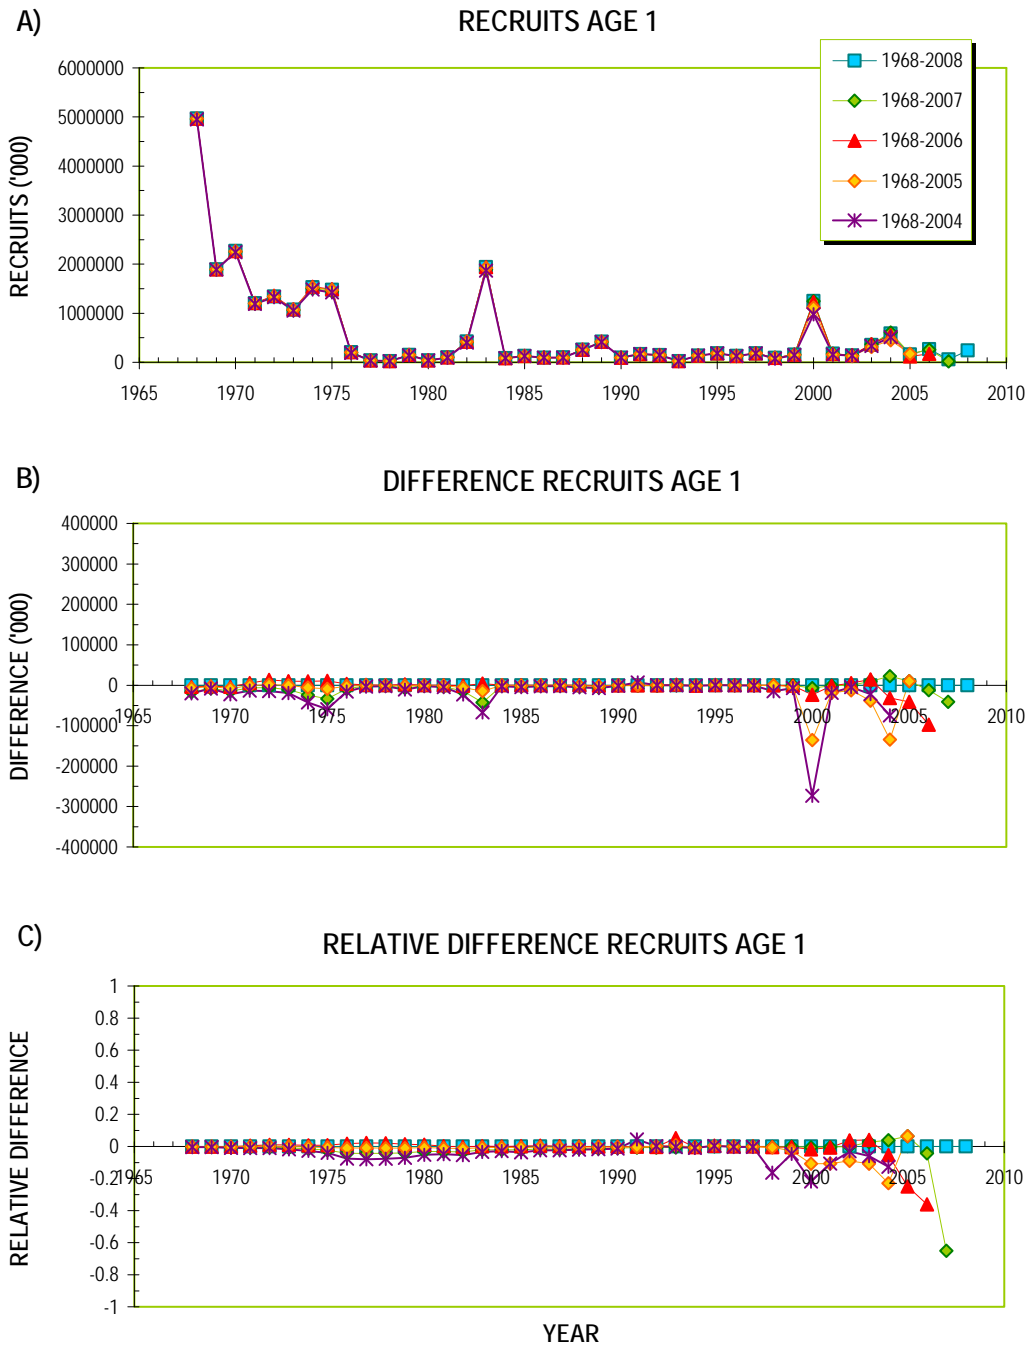 A)
RECRUITS AGE 1
1968-2008
1968-2007
1968-2006
1968-2005
1968-2004
RECRUITS ('000)
6000000
5000000
4000000
3000000
2000000
1000000
0
1965 1970 1975 1980 1985 1990 1995 2000 2005 2010
B)
DIFFERENCE RECRUITS AGE 1
DIFFERENCE ('000)
400000
300000
200000
100000
0
-100000
-200000
-300000
-400000
1965 1970 1975 1980 1985 1990 1995 2000 2005 2010
C)
RELATIVE DIFFERENCE RECRUITS AGE 1
RELATIVE DIFFERENCE
1
0.8
0.6
0.4
0.2
0
-0.2
-0.4
-0.6
-0.8
-1
1965 1970 1975 1980 1985 1990 1995 2000 2005 2010
YEAR